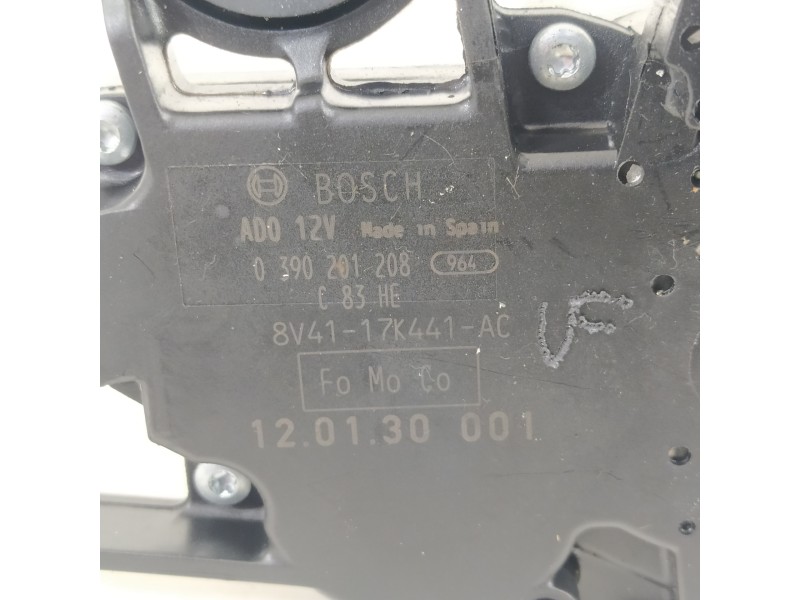 BOSCH
ADO 12V Made in Spain
0 390 201 208 964
C 83 HE
8V41-17K441-AC
VF
Fo Mo Co
12.01.30 001